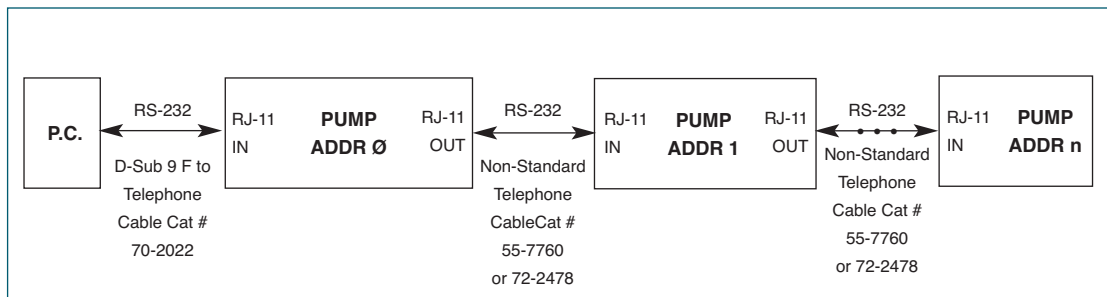 P.C.
RS-232
D-Sub 9 F to
Telephone
Cable Cat #
70-2022
RJ-11
IN
PUMP
ADDR Ø
RJ-11
OUT
RS-232
Non-Standard
Telephone
CableCat #
55-7760
or 72-2478
RJ-11
IN
PUMP
ADDR 1
RJ-11
OUT
RS-232
Non-Standard
Telephone
Cable Cat #
55-7760
or 72-2478
RJ-11
IN
PUMP
ADDR n